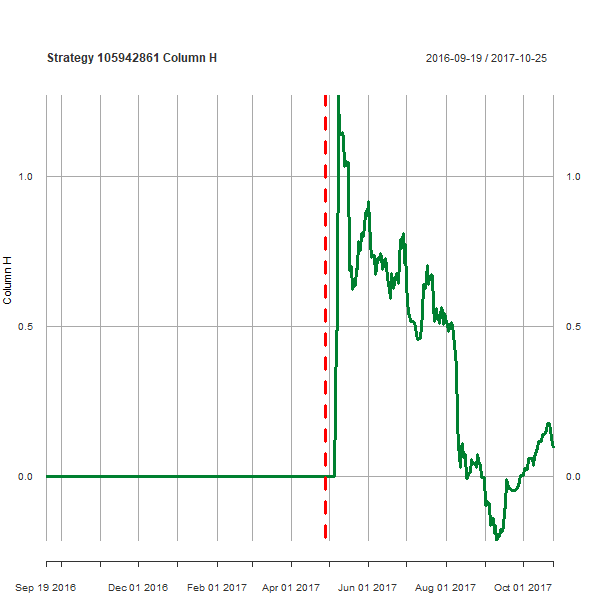 Strategy 105942861 Column H
2016-09-19 / 2017-10-25
Column H
1.0
1.0
0.5
0.5
0.0
0.0
Sep 19 2016
Dec 01 2016
Feb 01 2017
Apr 01 2017
Jun 01 2017
Aug 01 2017
Oct 01 2017